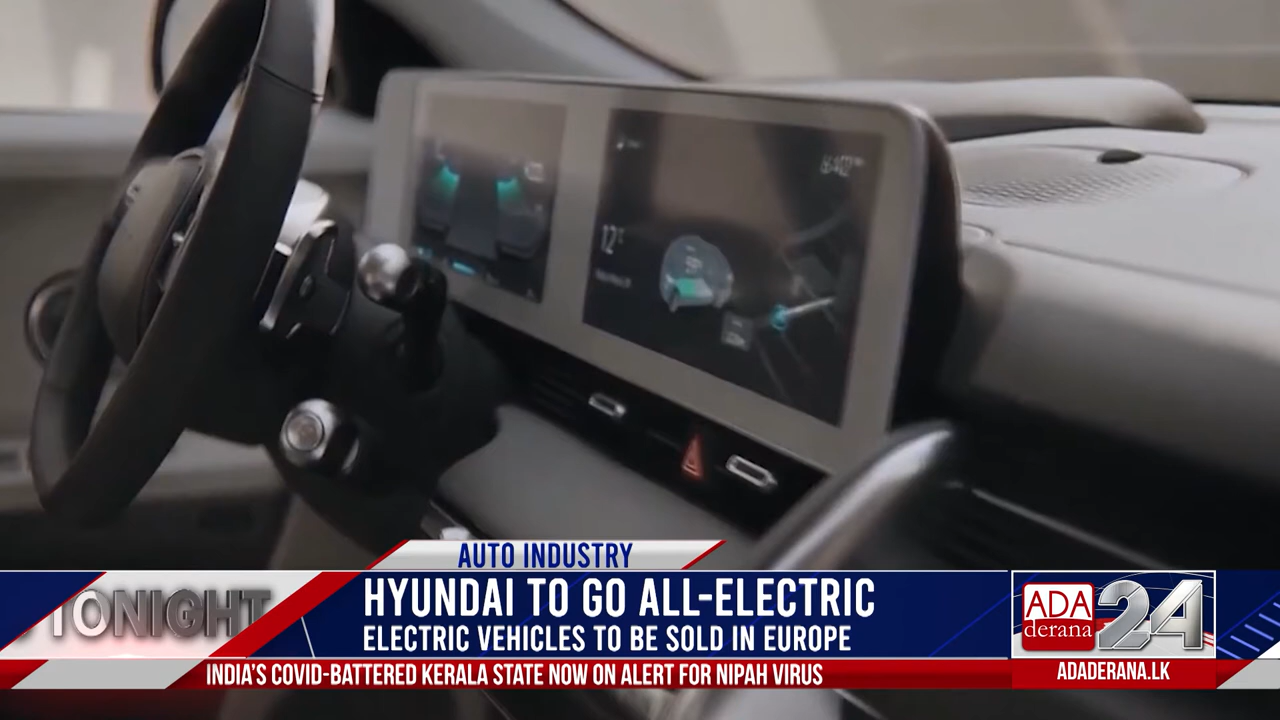 12°
AUTO INDUSTRY
TONIGHT
HYUNDAI TO GO ALL-ELECTRIC
ELECTRIC VEHICLES TO BE SOLD IN EUROPE
ADA
derana
24
INDIA'S COVID-BATTERED KERALA STATE NOW ON ALERT FOR NIPAH VIRUS
ADADERANA.LK